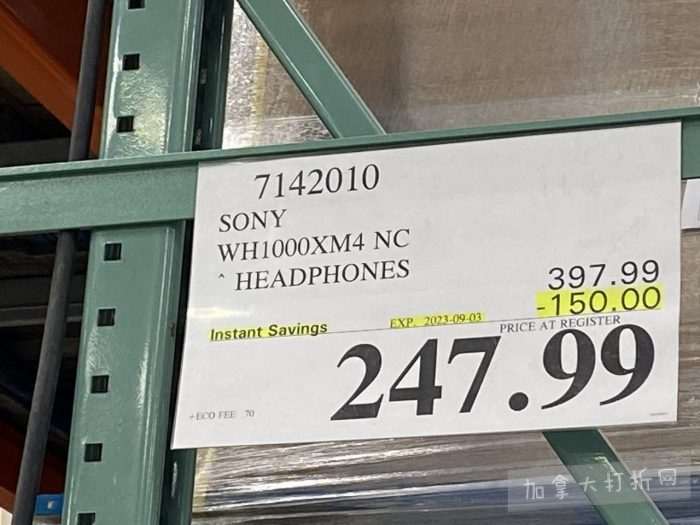 7142010
SONY
WH1000XM4 NC
^ HEADPHONES
397.99
-150.00
Instant Savings EXP. 2023-09-03
PRICE AT REGISTER
247.99
+ECO FEE 70
加拿大打折网